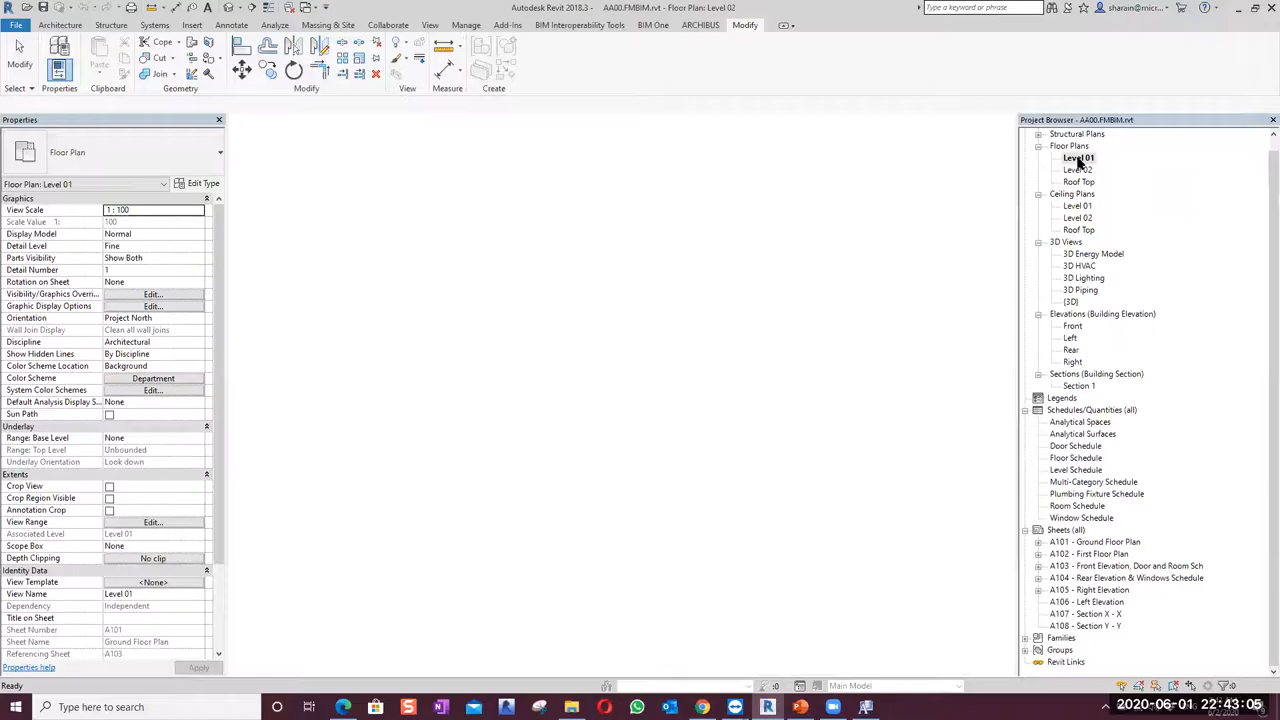 Autodesk Revit 2018.3 - AA00.FMBIM.rvt - Floor Plan: Level 02
Type a keyword or phrase
sharain@micr...
File Architecture Structure Systems Insert Annotate Analyze Massing & Site Collaborate View Manage Add-Ins BIM Interoperability Tools BIM One ARCHIBUS Modify
Modify
Paste
Cope
Cut
Join
Select Properties Clipboard Geometry Modify View Measure Create
Properties
Floor Plan
Floor Plan: Level 01 Edit Type
Graphics
View Scale 1 : 100
Scale Value 1: 100
Display Model Normal
Detail Level Fine
Parts Visibility Show Both
Detail Number 1
Rotation on Sheet None
Visibility/Graphics Overri... Edit...
Graphic Display Options Edit...
Orientation Project North
Wall Join Display Clean all wall joins
Discipline Architectural
Show Hidden Lines By Discipline
Color Scheme Location Background
Color Scheme Department
System Color Schemes Edit...
Default Analysis Display S... None
Sun Path
Underlay
Range: Base Level None
Range: Top Level Unbounded
Underlay Orientation Look down
Extents
Crop View
Crop Region Visible
Annotation Crop
View Range Edit...
Associated Level Level 01
Scope Box None
Depth Clipping No clip
Identity Data
View Template <None>
View Name Level 01
Dependency Independent
Title on Sheet
Sheet Number A101
Sheet Name Ground Floor Plan
Referencing Sheet A103
Properties help Apply
Project Browser - AA00.FMBIM.rvt
Structural Plans
Floor Plans
Level 01
Level 02
Roof Top
Ceiling Plans
Level 01
Level 02
Roof Top
3D Views
3D Energy Model
3D HVAC
3D Lighting
3D Piping
{3D}
Elevations (Building Elevation)
Front
Left
Rear
Right
Sections (Building Section)
Section 1
Legends
Schedules/Quantities (all)
Analytical Spaces
Analytical Surfaces
Door Schedule
Floor Schedule
Level Schedule
Multi-Category Schedule
Plumbing Fixture Schedule
Room Schedule
Window Schedule
Sheets (all)
A101 - Ground Floor Plan
A102 - First Floor Plan
A103 - Front Elevation, Door and Room Sch
A104 - Rear Elevation & Windows Schedule
A105 - Right Elevation
A106 - Left Elevation
A107 - Section X - X
A108 - Section Y - Y
Families
Groups
Revit Links
Ready
:0
Main Model
:0
Type here to search
2020-06-01 22:43:05